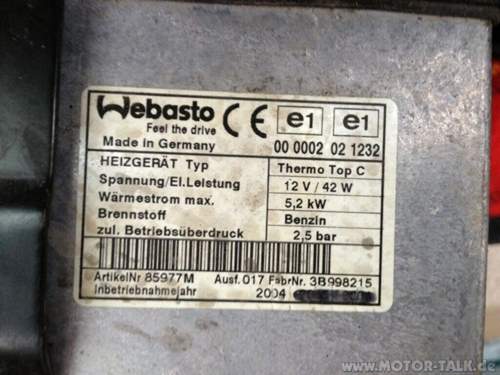 Webasto CE e1 e1
Feel the drive
Made in Germany 00 0002 02 1232
HEIZGERÄT Typ Thermo Top C
Spannung/El.Leistung 12 V / 42 W
Wärmestrom max. 5,2 kW
Brennstoff Benzin
zul. Betriebsüberdruck 2,5 bar
ArtikelNr 85977M Ausf.017 FabrNr. 3B998215
Inbetriebnahmejahr 2004
www.MOTOR-TALK.de